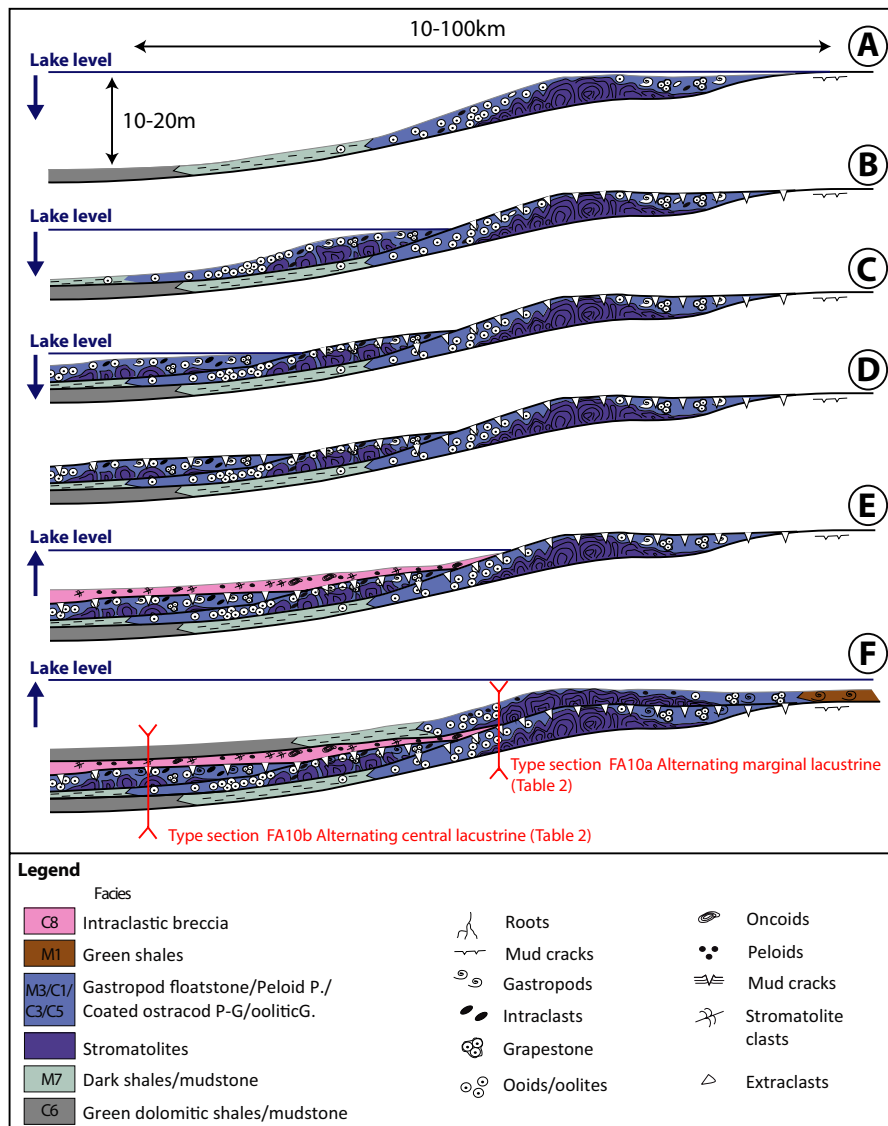 10-100km
A
Lake level
10-20m
B
Lake level
C
Lake level
D
E
Lake level
F
Lake level
Type section FA10a Alternating marginal lacustrine
(Table 2)
Type section FA10b Alternating central lacustrine (Table 2)
Legend
Facies
C8 Intraclastic breccia
M1 Green shales
M3/C1/ Gastropod floatstone/Peloid P./
C3/C5 Coated ostracod P-G/ooliticG.
Stromatolites
M7 Dark shales/mudstone
C6 Green dolomitic shales/mudstone
Roots
Mud cracks
Gastropods
Intraclasts
Grapestone
Ooids/oolites
Oncoids
Peloids
Mud cracks
Stromatolite
clasts
Extraclasts